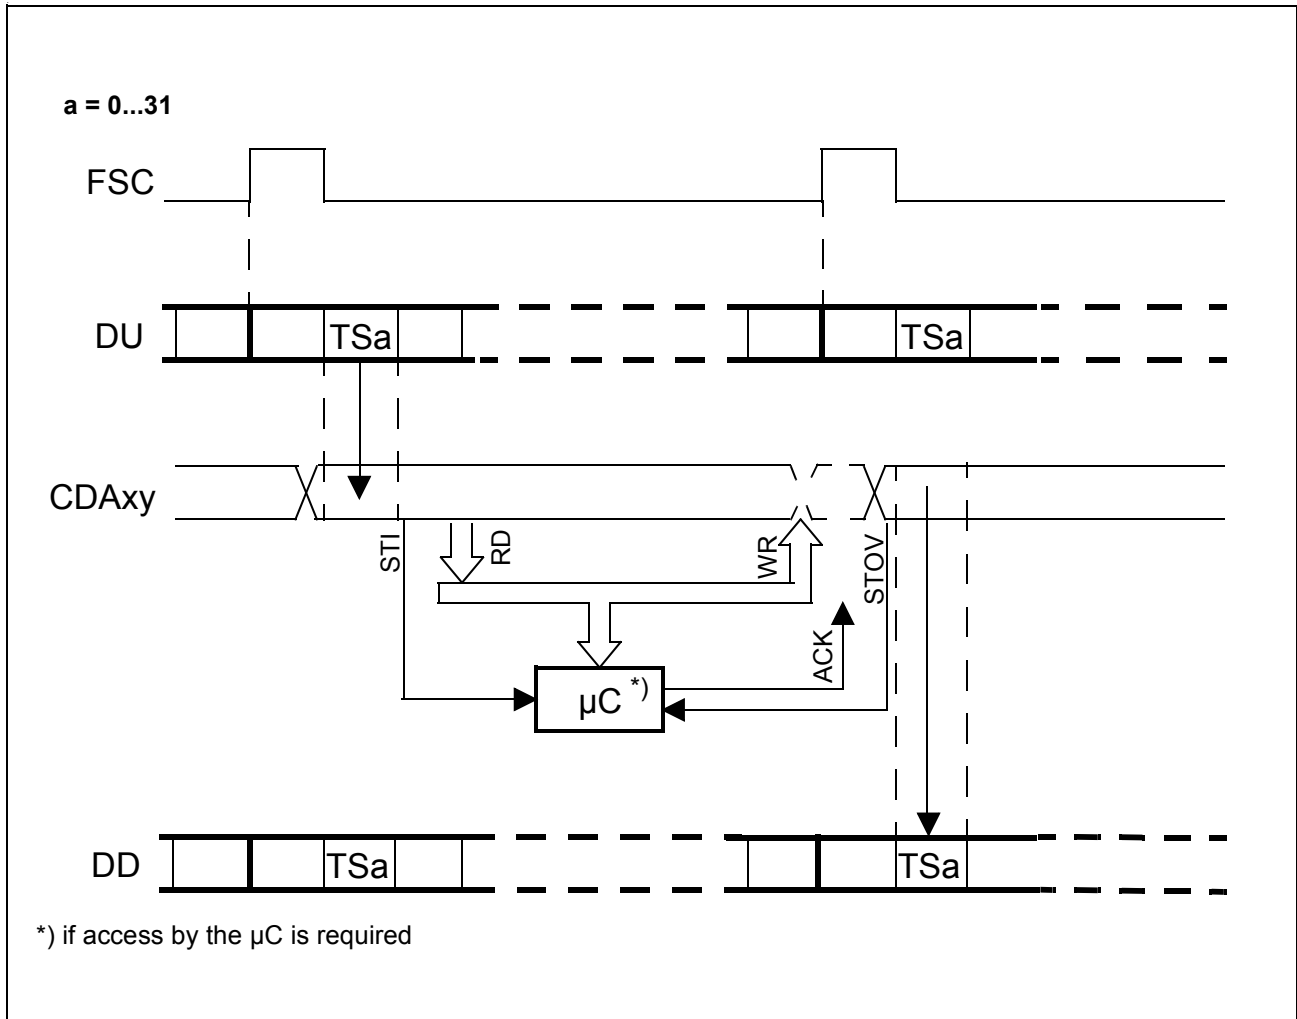 a = 0...31
FSC
DU
TSa
TSa
CDAxy
STI
RD
WR
STOV
ACK
µC *)
DD
TSa
TSa
*) if access by the µC is required